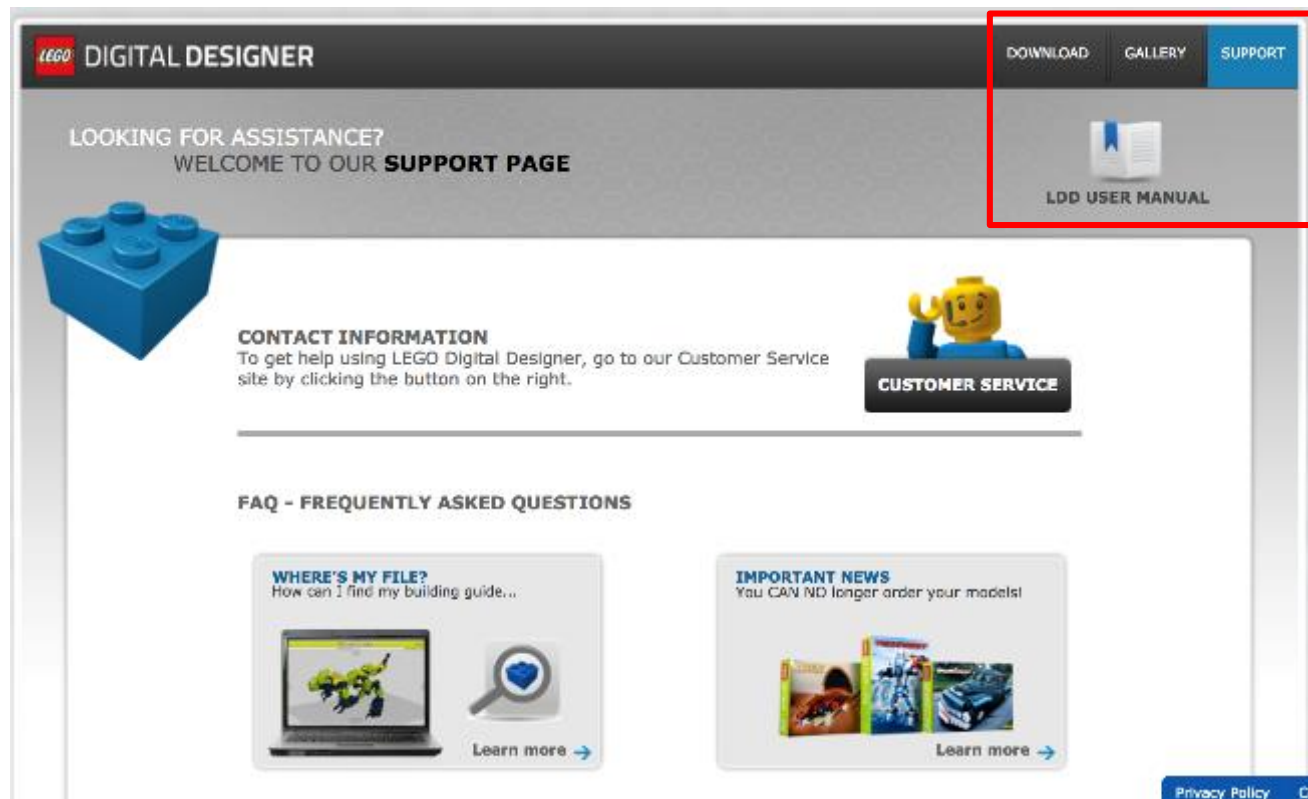 LEGO DIGITAL DESIGNER
DOWNLOAD GALLERY SUPPORT
LOOKING FOR ASSISTANCE?
WELCOME TO OUR SUPPORT PAGE
LDD USER MANUAL
CONTACT INFORMATION
To get help using LEGO Digital Designer, go to our Customer Service
site by clicking the button on the right.
CUSTOMER SERVICE
FAQ - FREQUENTLY ASKED QUESTIONS
WHERE'S MY FILE?
How can I find my building guide...
Learn more
IMPORTANT NEWS
You CAN NO longer order your models!
Learn more
Privacy Policy